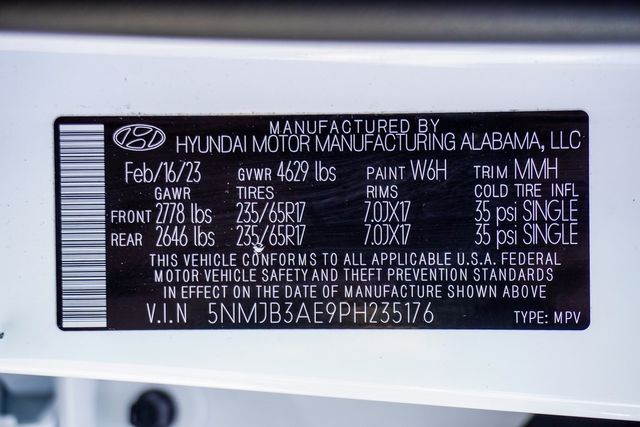 MANUFACTURED BY
HYUNDAI MOTOR MANUFACTURING ALABAMA, LLC
Feb/16/23 GVWR 4629 lbs PAINT W6H TRIM MMH
GAWR TIRES RIMS COLD TIRE INFL
FRONT 2778 lbs 235/65R17 7.0JX17 35 psi SINGLE
REAR 2646 lbs 235/65R17 7.0JX17 35 psi SINGLE
THIS VEHICLE CONFORMS TO ALL APPLICABLE U.S.A. FEDERAL
MOTOR VEHICLE SAFETY AND THEFT PREVENTION STANDARDS
IN EFFECT ON THE DATE OF MANUFACTURE SHOWN ABOVE
V.I.N 5NMJB3AE9PH235176 TYPE: MPV